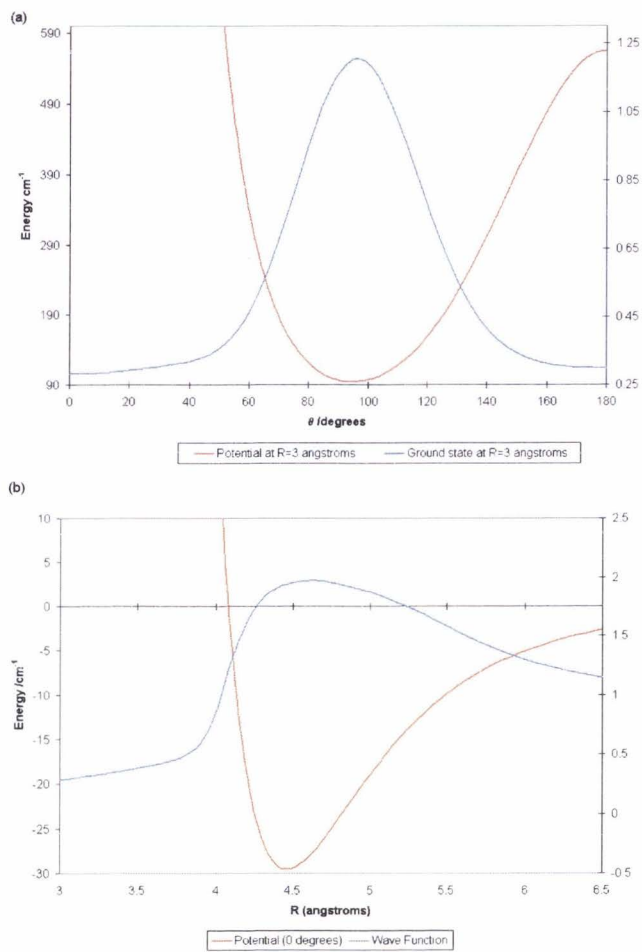 (a)
590
490
390
290
190
90
Energy cm-1
1.25
1.05
0.85
0.65
0.45
0.25
0 20 40 60 80 100 120 140 160 180
θ /degrees
Potential at R=3 angstroms Ground state at R=3 angstroms
(b)
10
5
0
-5
-10
-15
-20
-25
-30
Energy /cm-1
2.5
2
1.5
1
0.5
0
-0.5
3 3.5 4 4.5 5 5.5 6 6.5
R (angstroms)
Potential (0 degrees) Wave Function